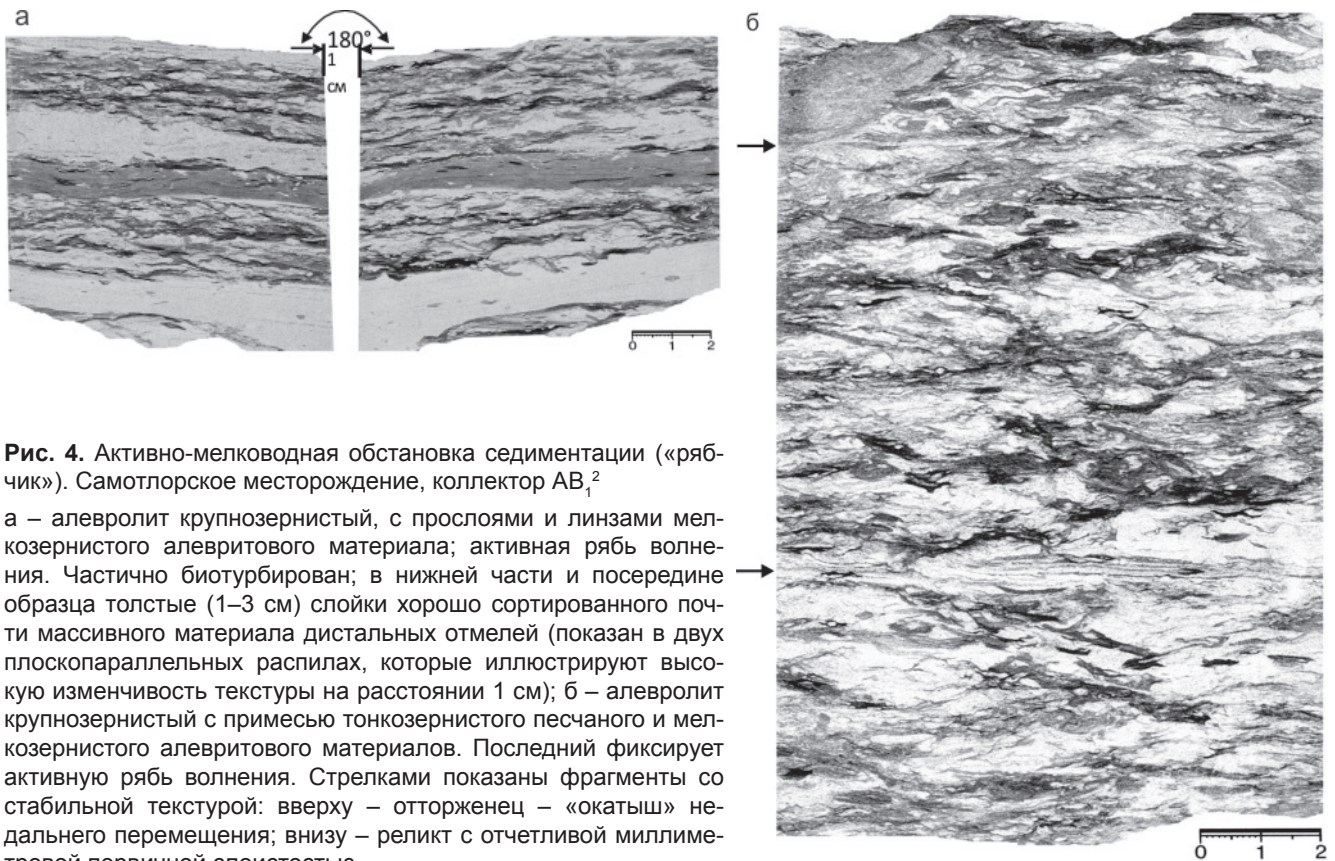 а
180°
1
см
0 1 2
б
0 1 2
Рис. 4. Активно-мелководная обстановка седиментации («ряб-
чик»). Самотлорское месторождение, коллектор АВ₁²
а – алевролит крупнозернистый, с прослоями и линзами мел-
козернистого алевритового материала; активная рябь волне-
ния. Частично биотурбирован; в нижней части и посередине
образца толстые (1–3 см) слойки хорошо сортированного поч-
ти массивного материала дистальных отмелей (показан в двух
плоскопараллельных распилах, которые иллюстрируют высо-
кую изменчивость текстуры на расстоянии 1 см); б – алевролит
крупнозернистый с примесью тонкозернистого песчаного и мел-
козернистого алевритового материалов. Последний фиксирует
активную рябь волнения. Стрелками показаны фрагменты со
стабильной текстурой: вверху – отторженец – «окатыш» не-
дальнего перемещения; внизу – реликт с отчетливой миллиме-
тровой первичной слоистостью